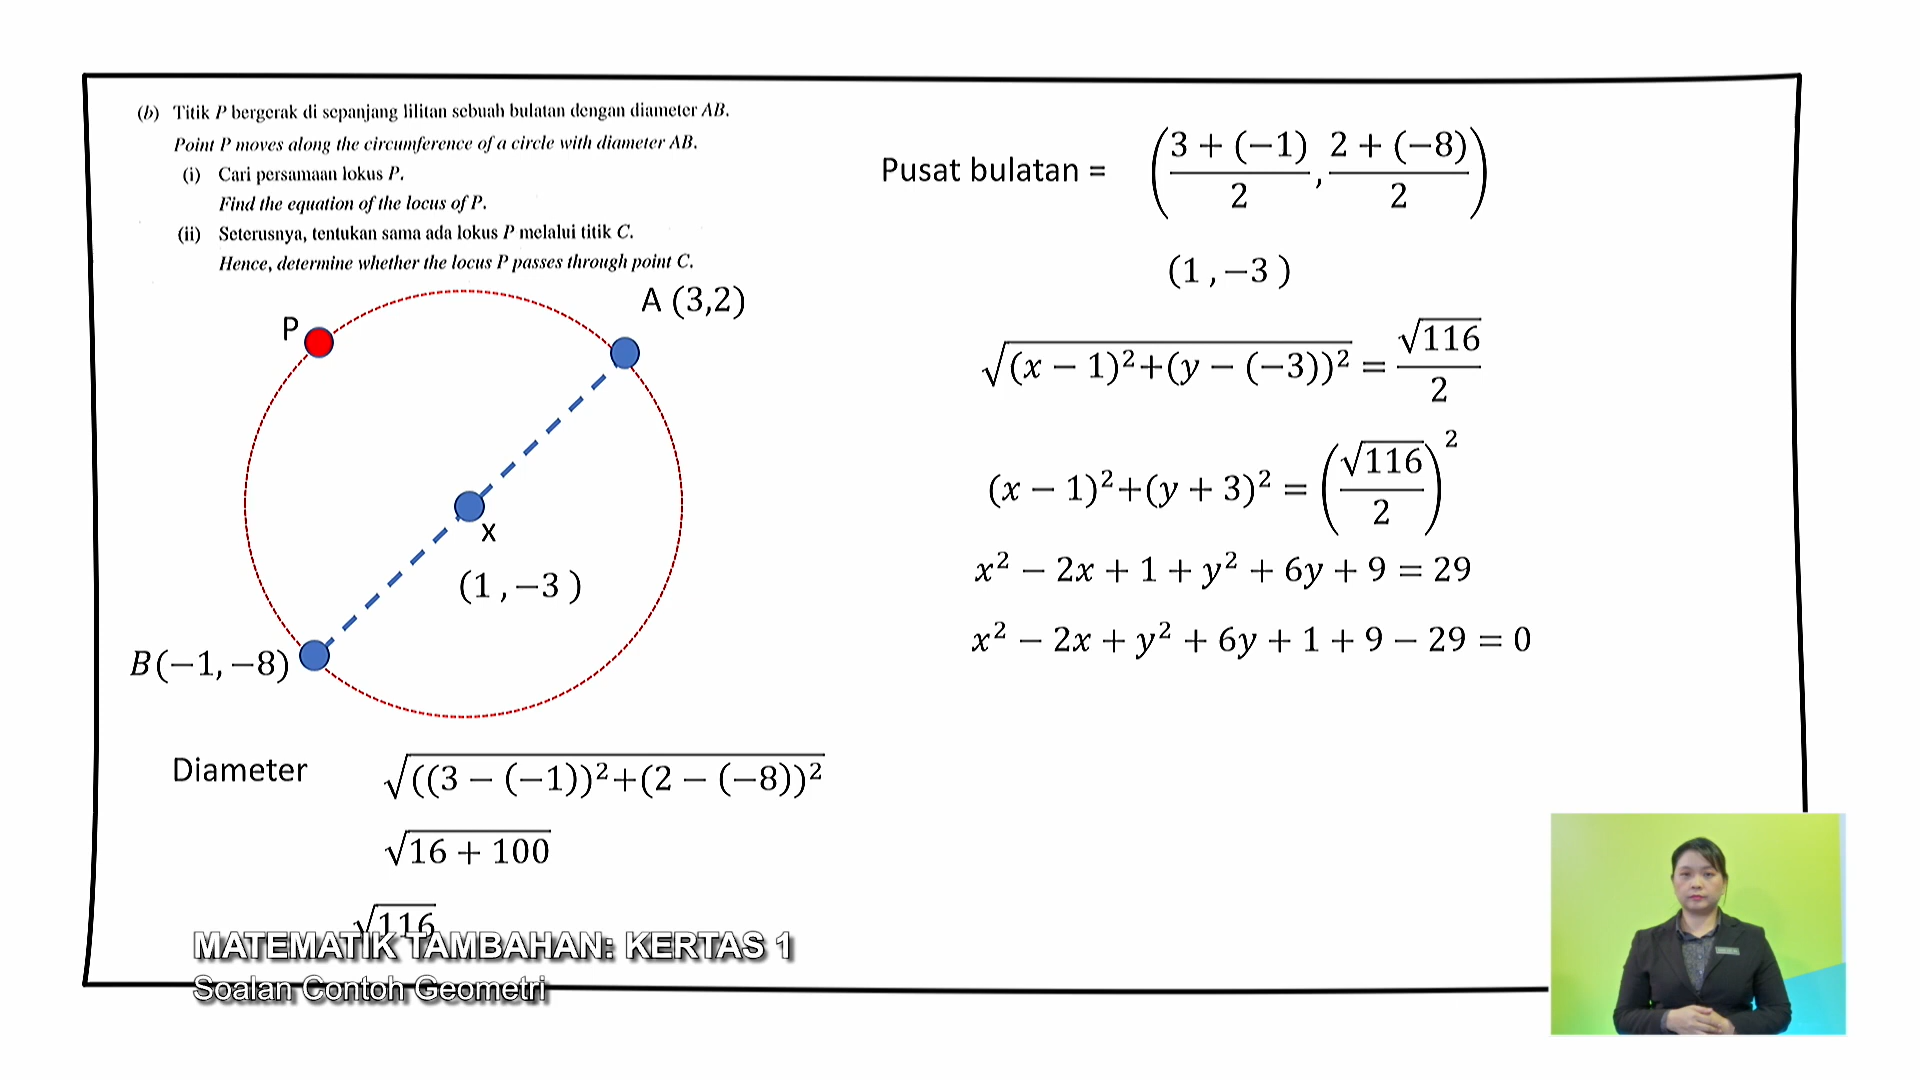 (b) Titik P bergerak di sepanjang lilitan sebuah bulatan dengan diameter AB.
Point P moves along the circumference of a circle with diameter AB.
(i) Cari persamaan lokus P.
Find the equation of the locus of P.
(ii) Seterusnya, tentukan sama ada lokus P melalui titik C.
Hence, determine whether the locus P passes through point C.
P
A (3,2)
x
(1 ,−3 )
B(−1, −8)
Diameter √((3 − (−1))²+(2 − (−8))²
√16 + 100
√116
Pusat bulatan = (3 + (−1)/2, 2 + (−8)/2)
(1 ,−3 )
√(x − 1)²+(y − (−3))² = √116/2
(x − 1)²+(y + 3)² = (√116/2)²
x² − 2x + 1 + y² + 6y + 9 = 29
x² − 2x + y² + 6y + 1 + 9 − 29 = 0
MATEMATIK TAMBAHAN: KERTAS 1
Soalan Contoh Geometri